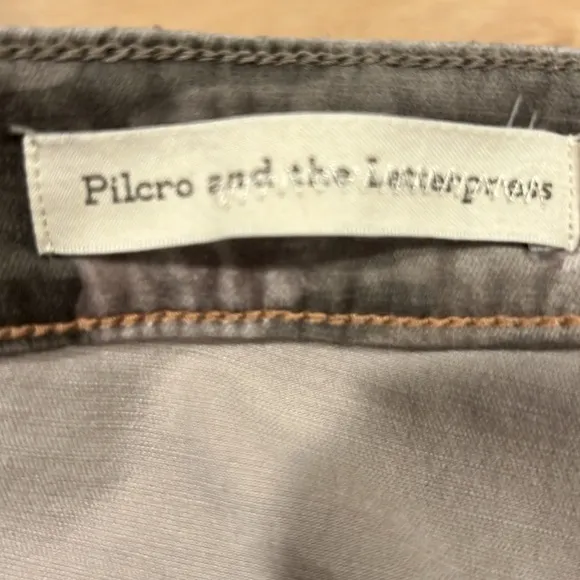 Pilcro and the Letterpress